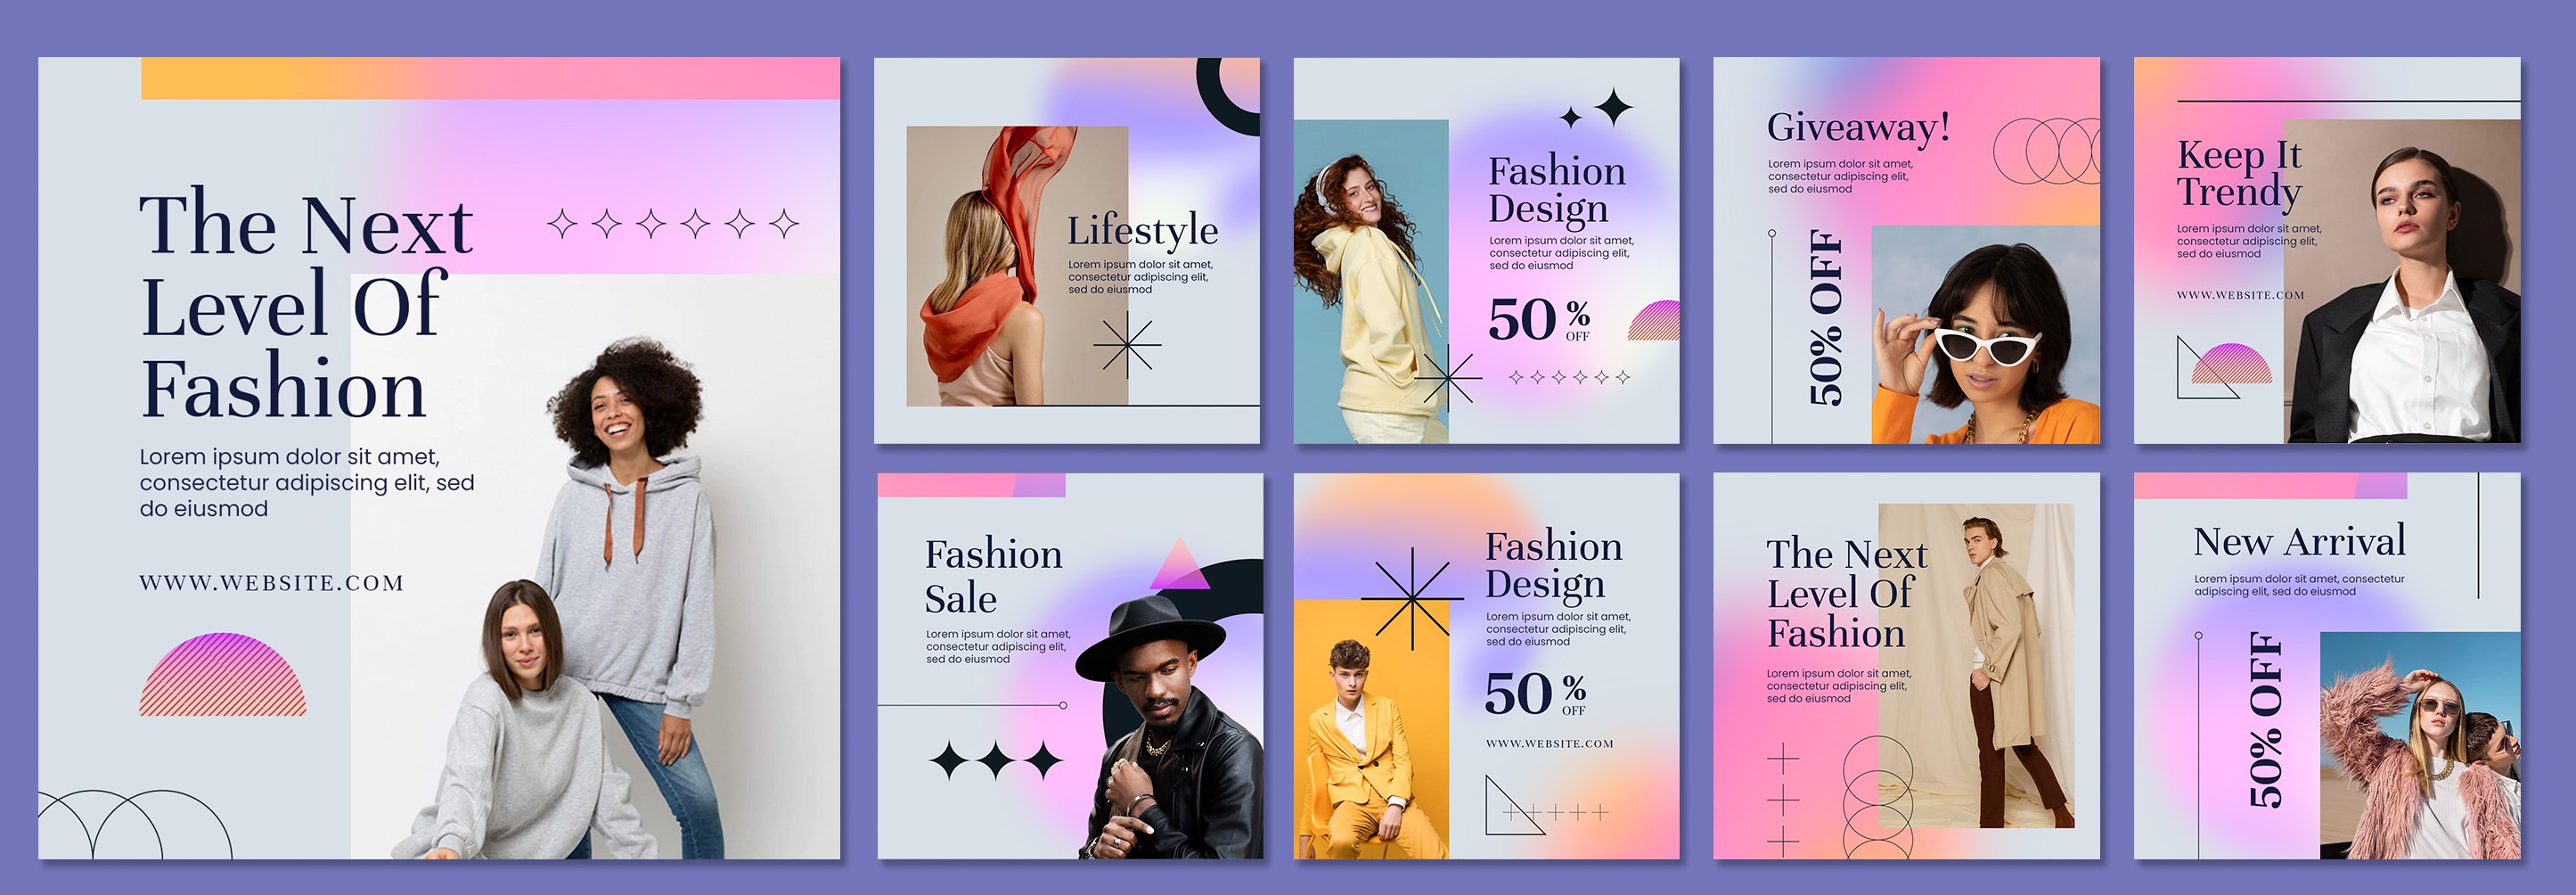 The Next
Level Of
Fashion
Lorem ipsum dolor sit amet,
consectetur adipiscing elit, sed
do eiusmod
WWW.WEBSITE.COM
Lifestyle
Lorem ipsum dolor sit amet,
consectetur adipiscing elit,
sed do eiusmod
Fashion
Design
Lorem ipsum dolor sit amet,
consectetur adipiscing elit,
sed do eiusmod
50 %
OFF
Giveaway!
Lorem ipsum dolor sit amet,
consectetur adipiscing elit,
sed do eiusmod
50% OFF
Keep It
Trendy
Lorem ipsum dolor sit amet,
consectetur adipiscing elit,
sed do eiusmod
WWW.WEBSITE.COM
Fashion
Sale
Lorem ipsum dolor sit amet,
consectetur adipiscing elit,
sed do eiusmod
Fashion
Design
Lorem ipsum dolor sit amet,
consectetur adipiscing elit,
sed do eiusmod
50 %
OFF
WWW.WEBSITE.COM
The Next
Level Of
Fashion
Lorem ipsum dolor sit amet,
consectetur adipiscing elit,
sed do eiusmod
New Arrival
Lorem ipsum dolor sit amet, consectetur
adipiscing elit, sed do eiusmod
50% OFF